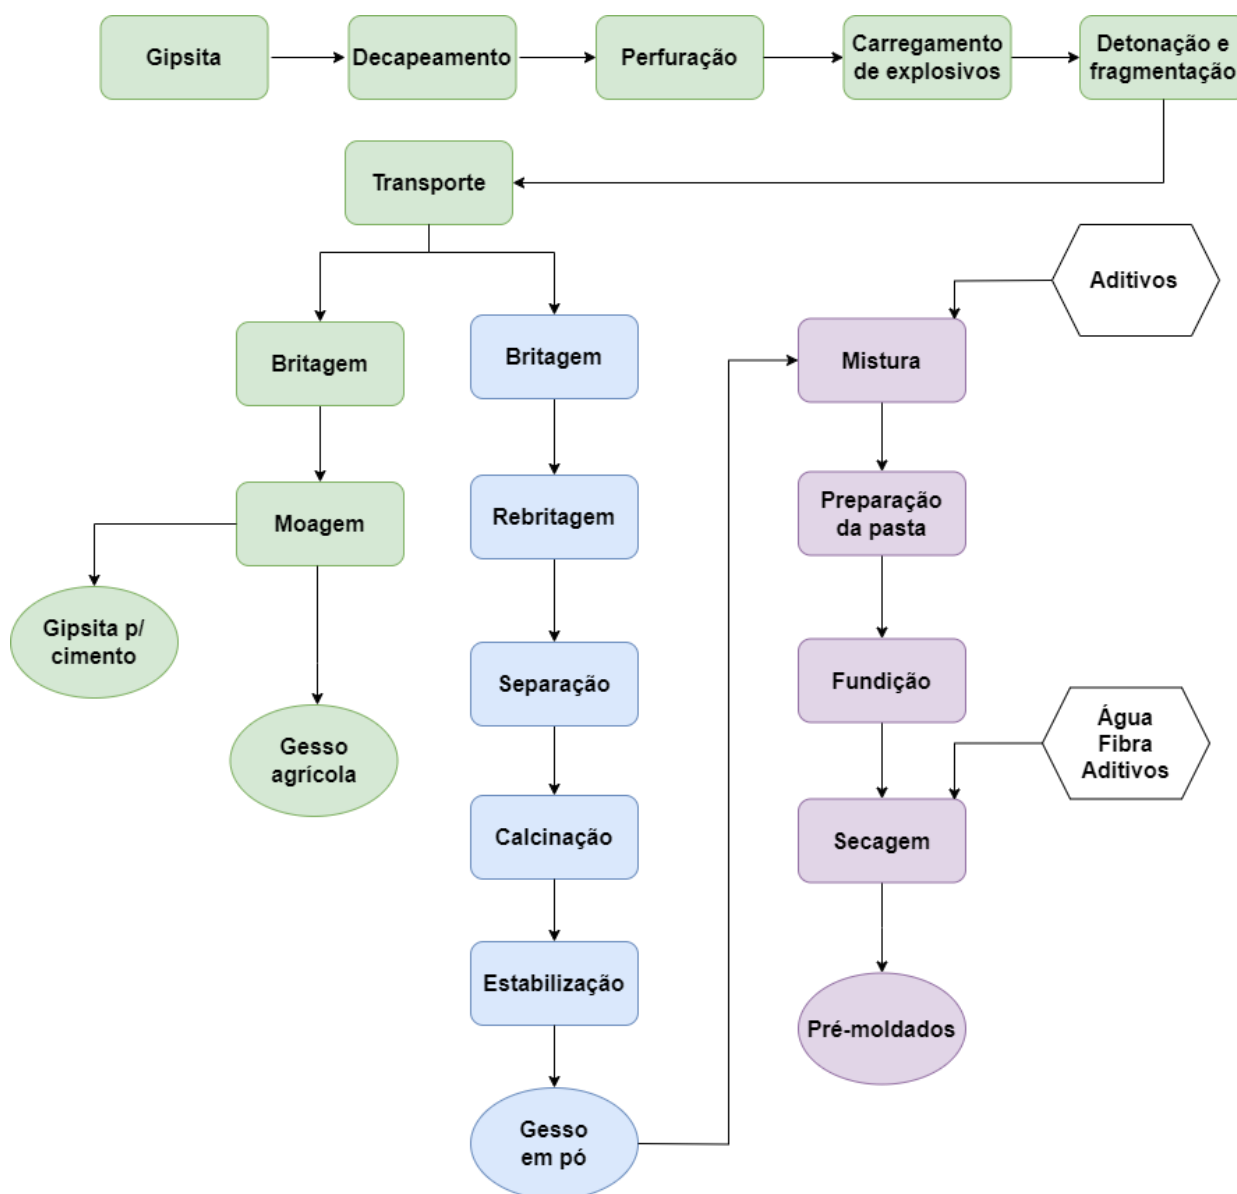 Gipsita
Decapeamento
Perfuração
Carregamento
de explosivos
Detonação e
fragmentação
Transporte
Aditivos
Britagem
Britagem
Mistura
Moagem
Rebritagem
Preparação
da pasta
Gipsita p/
cimento
Separação
Fundição
Gesso
agrícola
Água
Fibra
Aditivos
Calcinação
Secagem
Estabilização
Pré-moldados
Gesso
em pó